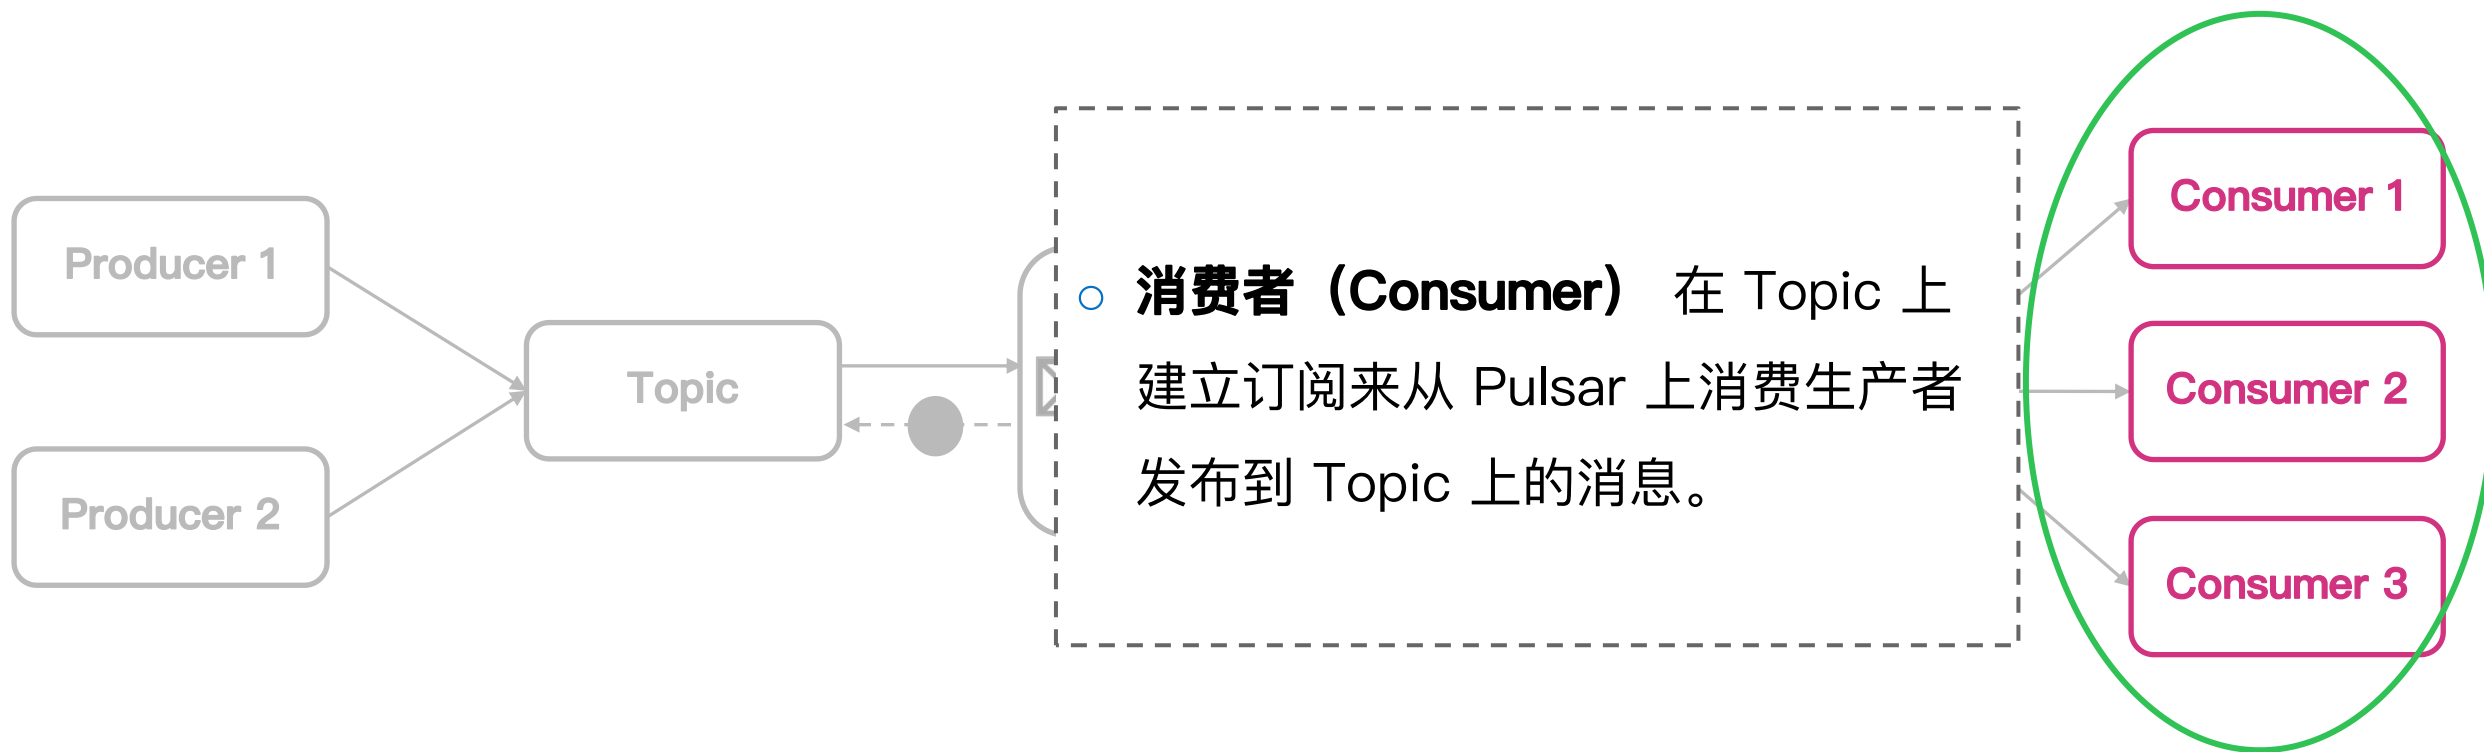 Producer 1
Producer 2
Topic
消费者（Consumer） 在 Topic 上
建立订阅来从 Pulsar 上消费生产者
发布到 Topic 上的消息。
Consumer 1
Consumer 2
Consumer 3